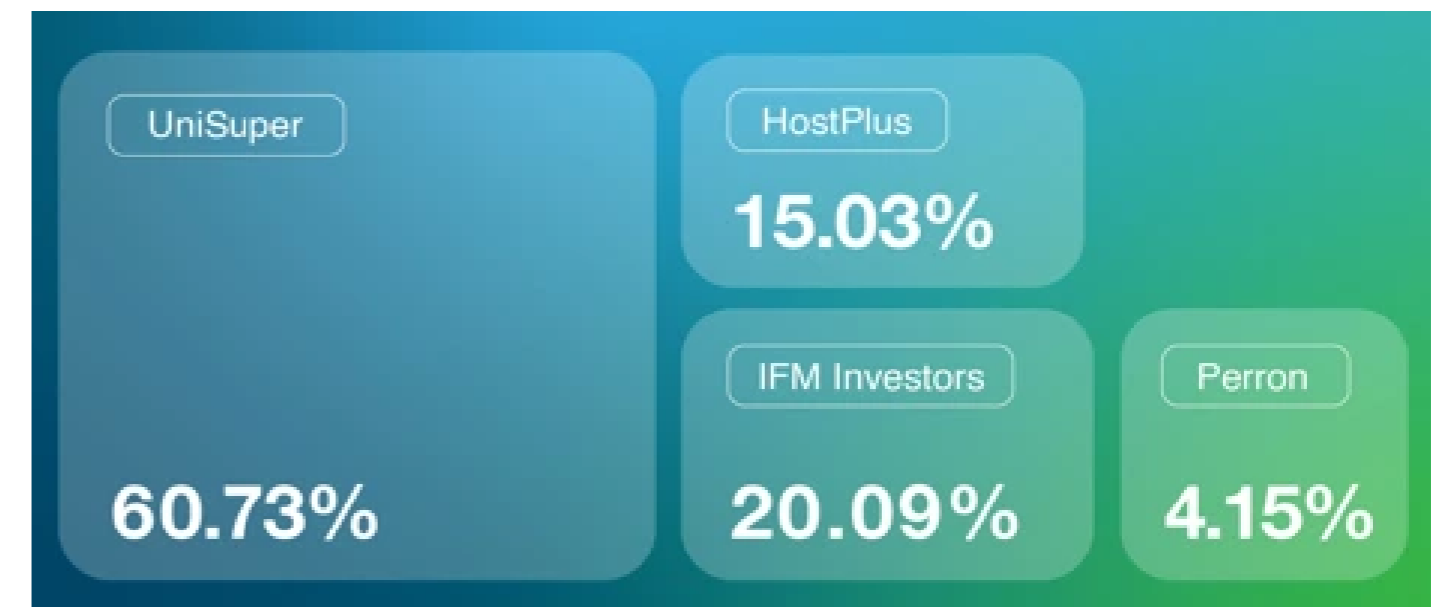 UniSuper
60.73%
HostPlus
15.03%
IFM Investors
20.09%
Perron
4.15%